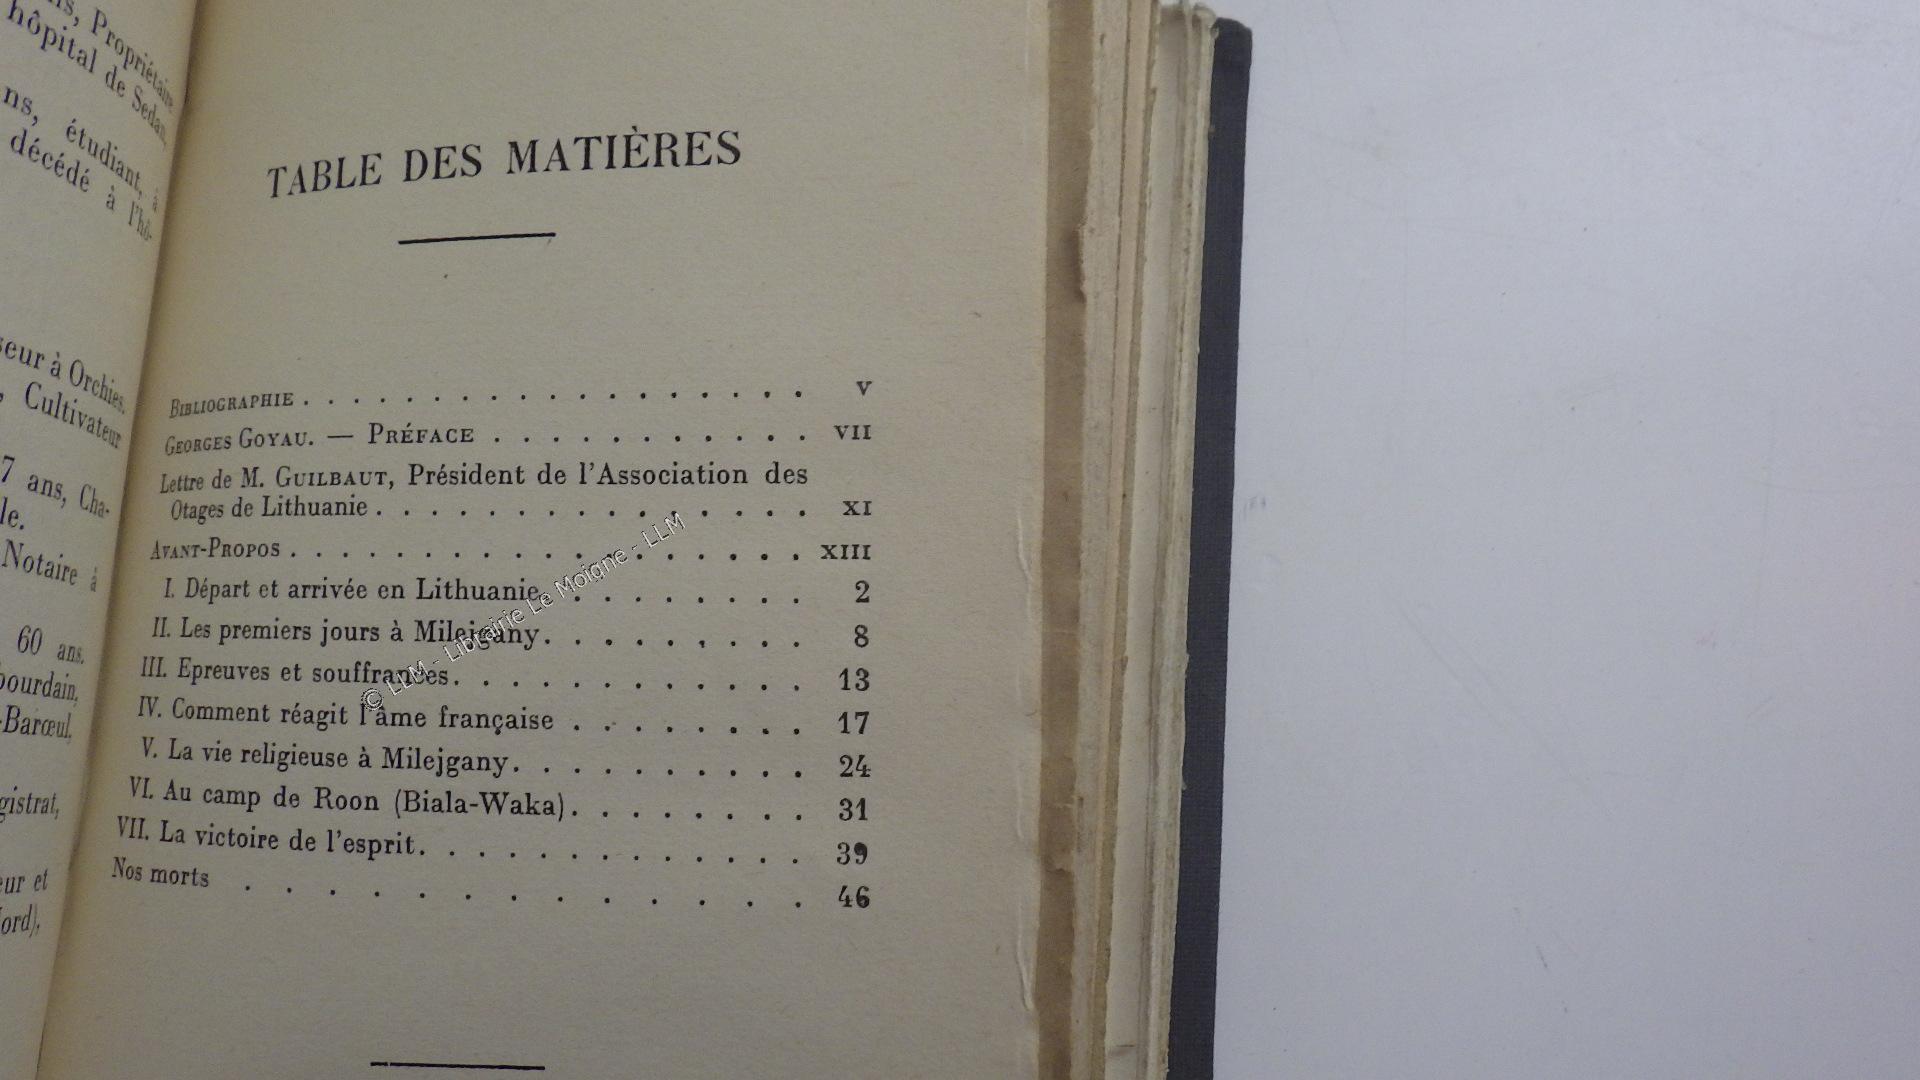 ns, Propriétaire
hôpital de Sedan,
ns, étudiant, à
décédé à l'hô-
seur à Orchies.
, Cultivateur
7 ans, Cha-
le.
Notaire à
60 ans.
bourdain,
-Barœul,
gistrat,
eur et
ord),
TABLE DES MATIÈRES
BIBLIOGRAPHIE . . . . . . . . . . . . . . . . . . V
GEORGES GOYAU. — PRÉFACE . . . . . . . . . . . . VII
Lettre de M. GUILBAUT, Président de l'Association des
Otages de Lithuanie . . . . . . . . . . . . . . . XI
AVANT-PROPOS . . . . . . . . . . . . . . . . . . XIII
I. Départ et arrivée en Lithuanie. . . . . . . . . 2
II. Les premiers jours à Milejgany. . . . . . . . . 8
III. Epreuves et souffrances. . . . . . . . . . . . . 13
IV. Comment réagit l'âme française . . . . . . . . 17
V. La vie religieuse à Milejgany. . . . . . . . . . 24
VI. Au camp de Roon (Biala-Waka). . . . . . . . . 31
VII. La victoire de l'esprit. . . . . . . . . . . . . . 39
Nos morts . . . . . . . . . . . . . . 46
© LLM - Librairie Le Moigne - LLM